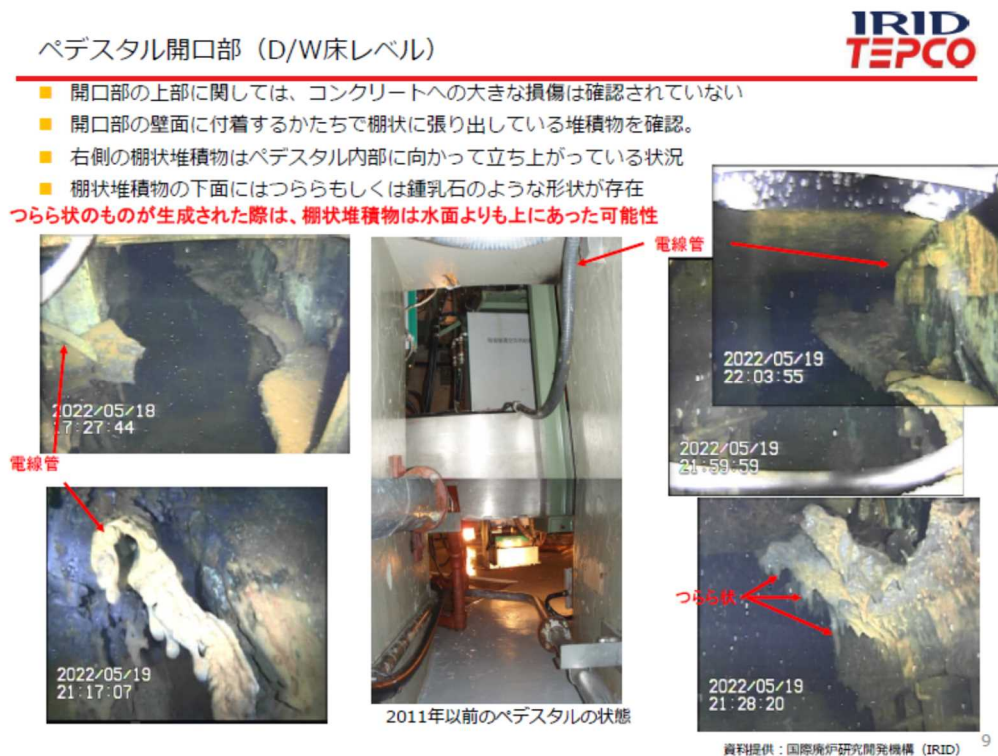 IRID
TEPCO
ペデスタル開口部（D/W床レベル）
■ 開口部の上部に関しては、コンクリートへの大きな損傷は確認されていない
■ 開口部の壁面に付着するかたちで棚状に張り出している堆積物を確認。
■ 右側の棚状堆積物はペデスタル内部に向かって立ち上がっている状況
■ 棚状堆積物の下面にはつららもしくは鍾乳石のような形状が存在
つらら状のものが生成された際は、棚状堆積物は水面よりも上にあった可能性
電線管
2022/05/18
17:27:44
2022/05/19
22:03:55
2022/05/19
21:59:59
電線管
つらら状
2022/05/19
21:17:07
2022/05/19
21:28:20
2011年以前のペデスタルの状態
資料提供：国際廃炉研究開発機構（IRID）
9